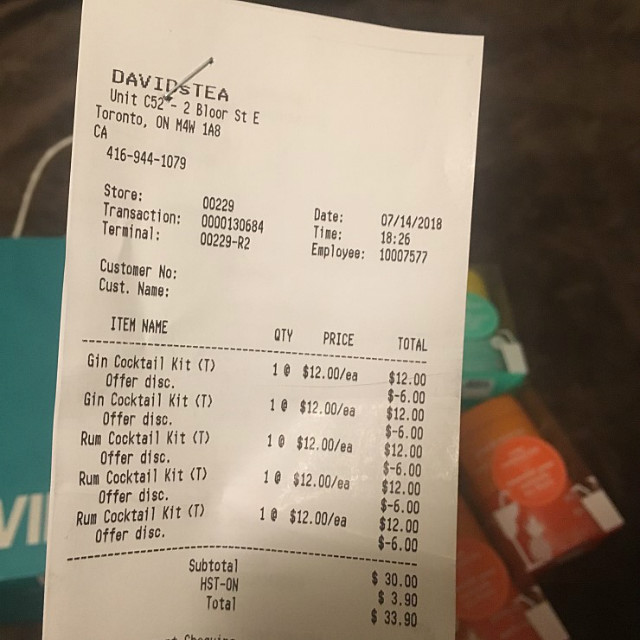 DAVIDsTEA
Unit C52 - 2 Bloor St E
Toronto, ON M4W 1A8
CA
416-944-1079
Store: 00229 Date: 07/14/2018
Transaction: 0000130684 Time: 18:26
Terminal: 00229-R2 Employee: 10007577
Customer No:
Cust. Name:
ITEM NAME QTY PRICE TOTAL
Gin Cocktail Kit (T) 1 @ $12.00/ea $12.00
Offer disc. $-6.00
Gin Cocktail Kit (T) 1 @ $12.00/ea $12.00
Offer disc. $-6.00
Rum Cocktail Kit (T) 1 @ $12.00/ea $12.00
Offer disc. $-6.00
Rum Cocktail Kit (T) 1 @ $12.00/ea $12.00
Offer disc. $-6.00
Rum Cocktail Kit (T) 1 @ $12.00/ea $12.00
Offer disc. $-6.00
Subtotal $ 30.00
HST-ON $ 3.90
Total $ 33.90